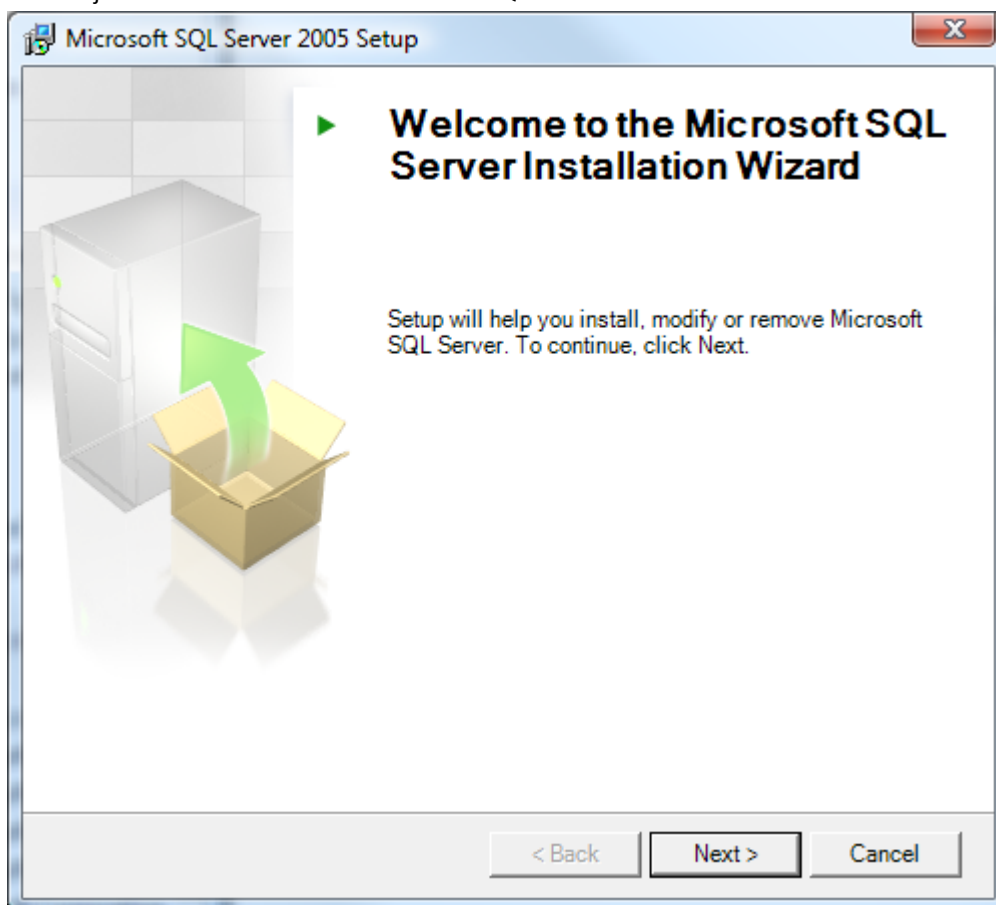 Microsoft SQL Server 2005 Setup
Welcome to the Microsoft SQL
Server Installation Wizard
Setup will help you install, modify or remove Microsoft
SQL Server. To continue, click Next.
< Back
Next >
Cancel